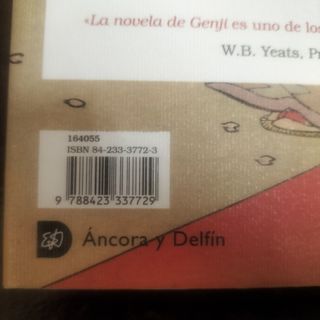 «La novela de Genji es uno de los
W.B. Yeats, Pr
164055
ISBN 84-233-3772-3
9 788423 337729
Áncora y Delfín